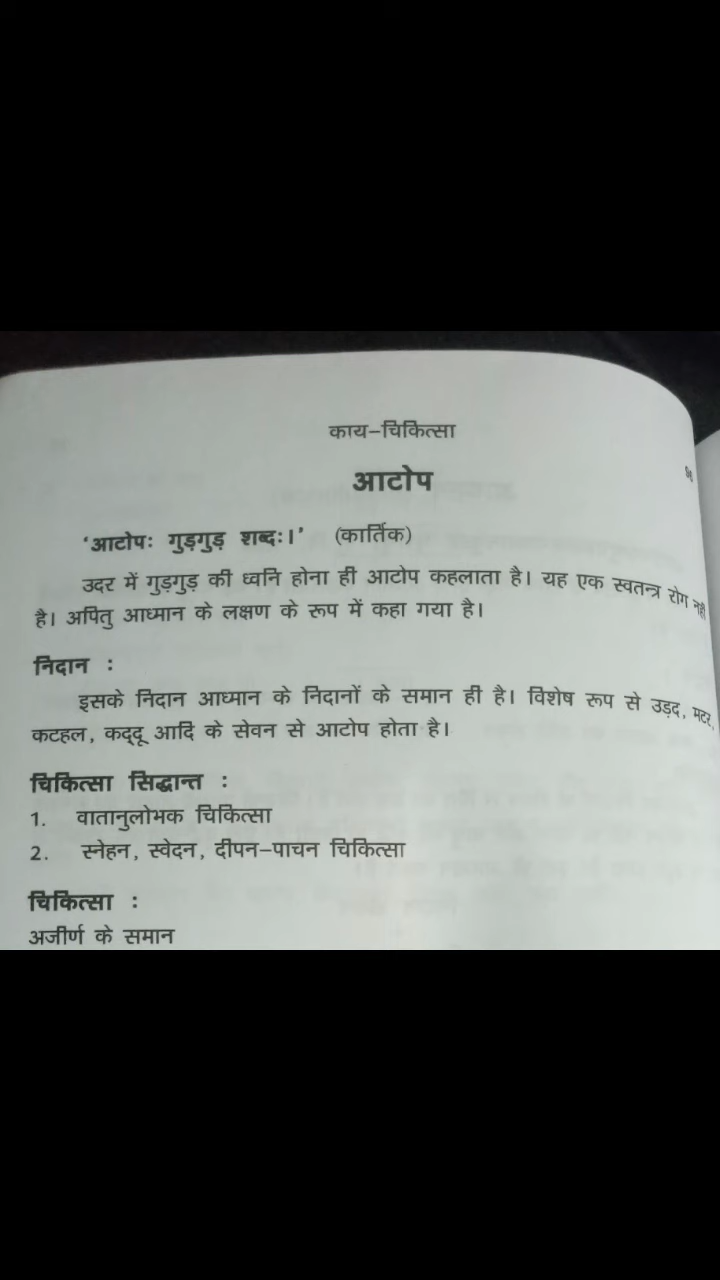 काय-चिकित्सा
आटोप
'आटोपः गुड़गुड़ शब्दः।' (कार्तिक)
उदर में गुड़गुड़ की ध्वनि होना ही आटोप कहलाता है। यह एक स्वतन्त्र रोग नहीं
है। अपितु आध्मान के लक्षण के रूप में कहा गया है।
निदान :
इसके निदान आध्मान के निदानों के समान ही है। विशेष रूप से उड़द, मटर,
कटहल, कद्दू आदि के सेवन से आटोप होता है।
चिकित्सा सिद्धान्त :
1. वातानुलोभक चिकित्सा
2. स्नेहन, स्वेदन, दीपन-पाचन चिकित्सा
चिकित्सा :
अजीर्ण के समान